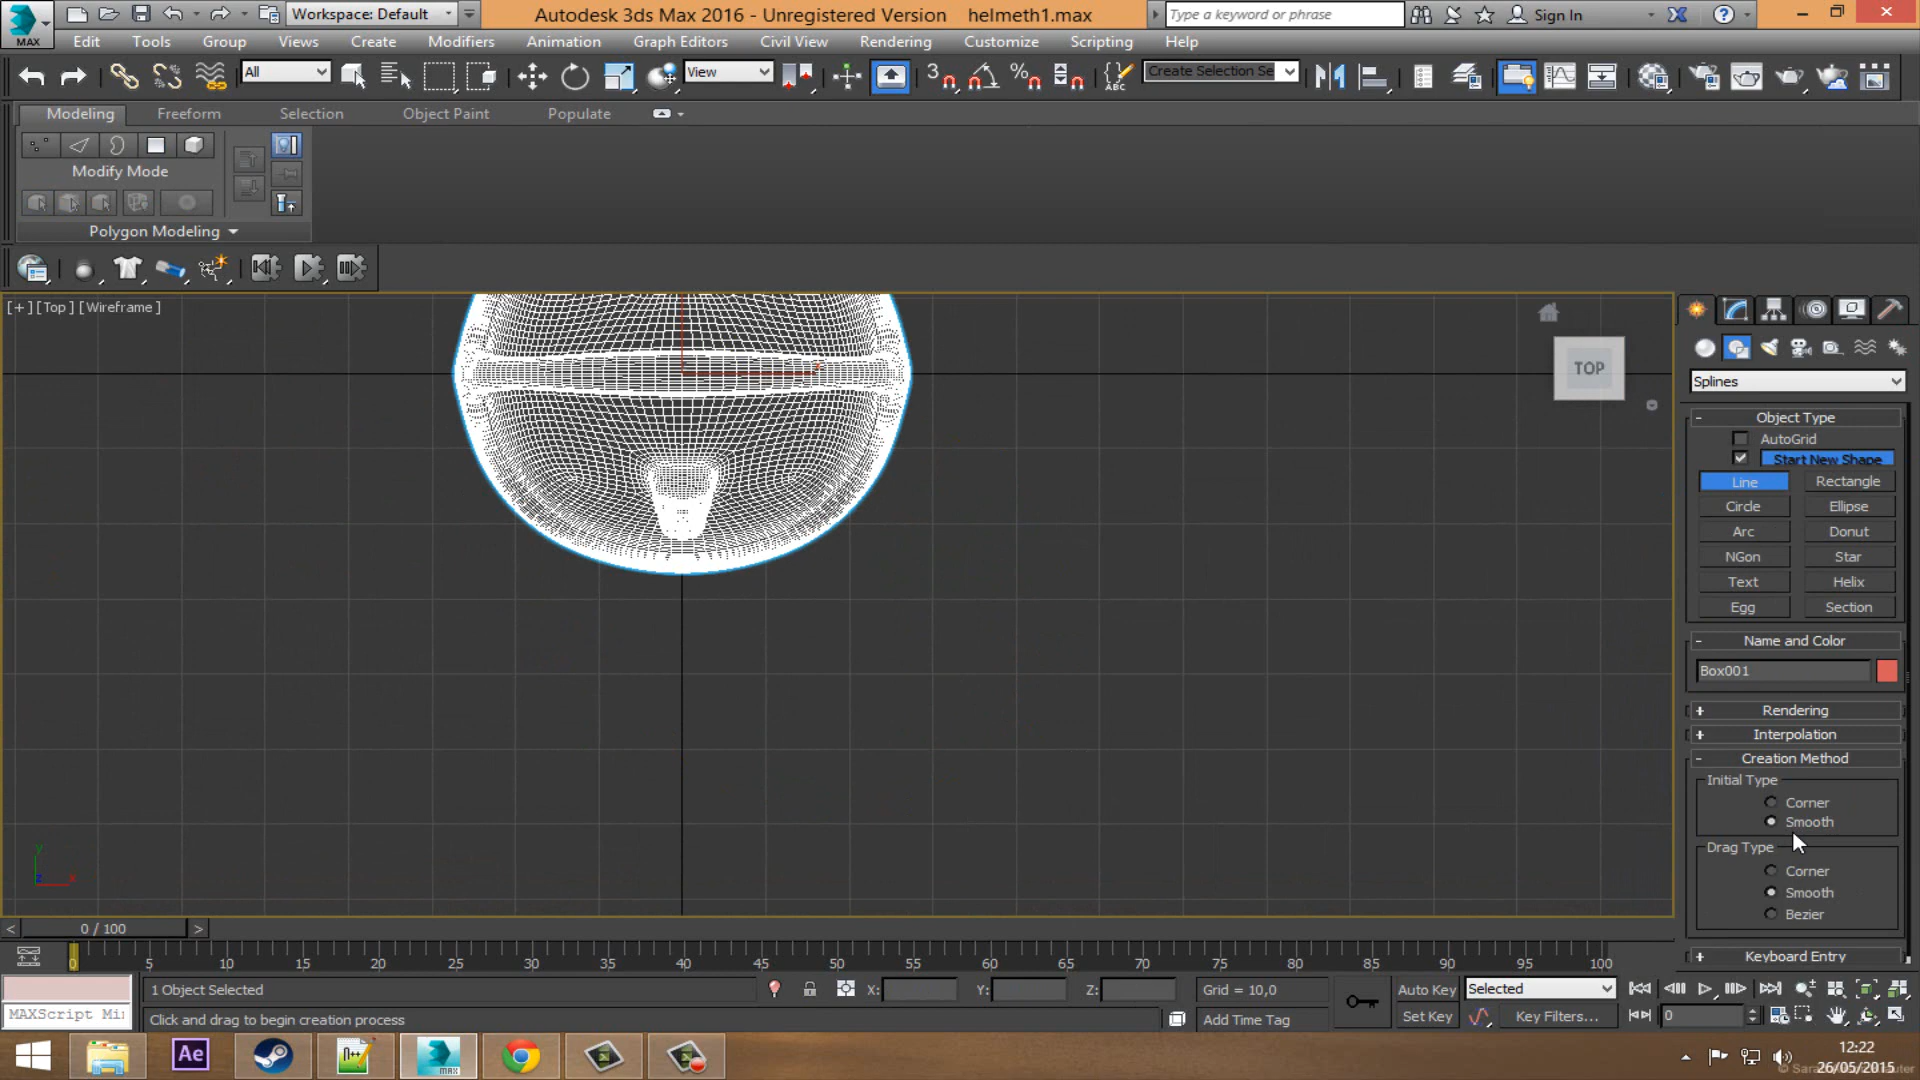 Workspace: Default
Autodesk 3ds Max 2016 - Unregistered Version helmeth1.max
Type a keyword or phrase
Sign In
MAX
Edit Tools Group Views Create Modifiers Animation Graph Editors Civil View Rendering Customize Scripting Help
All
View
3
ABC
Create Selection Se
Modeling Freeform Selection Object Paint Populate
Modify Mode
Polygon Modeling
[+] [Top] [Wireframe]
TOP
Splines
- Object Type
AutoGrid
Start New Shape
Line Rectangle
Circle Ellipse
Arc Donut
NGon Star
Text Helix
Egg Section
- Name and Color
Box001
+ Rendering
+ Interpolation
- Creation Method
Initial Type
Corner
Smooth
Drag Type
Corner
Smooth
Bezier
+ Keyboard Entry
y
x
x
< 0 / 100 >
0 5 10 15 20 25 30 35 40 45 50 55 60 65 70 75 80 85 90 95 100
1 Object Selected
X: Y: Z:
Grid = 10,0
Auto Key
Selected
MAXScript Mi
Click and drag to begin creation process
Add Time Tag
Set Key
Key Filters...
0
Ae
N++
MAX
12:22
26/05/2015